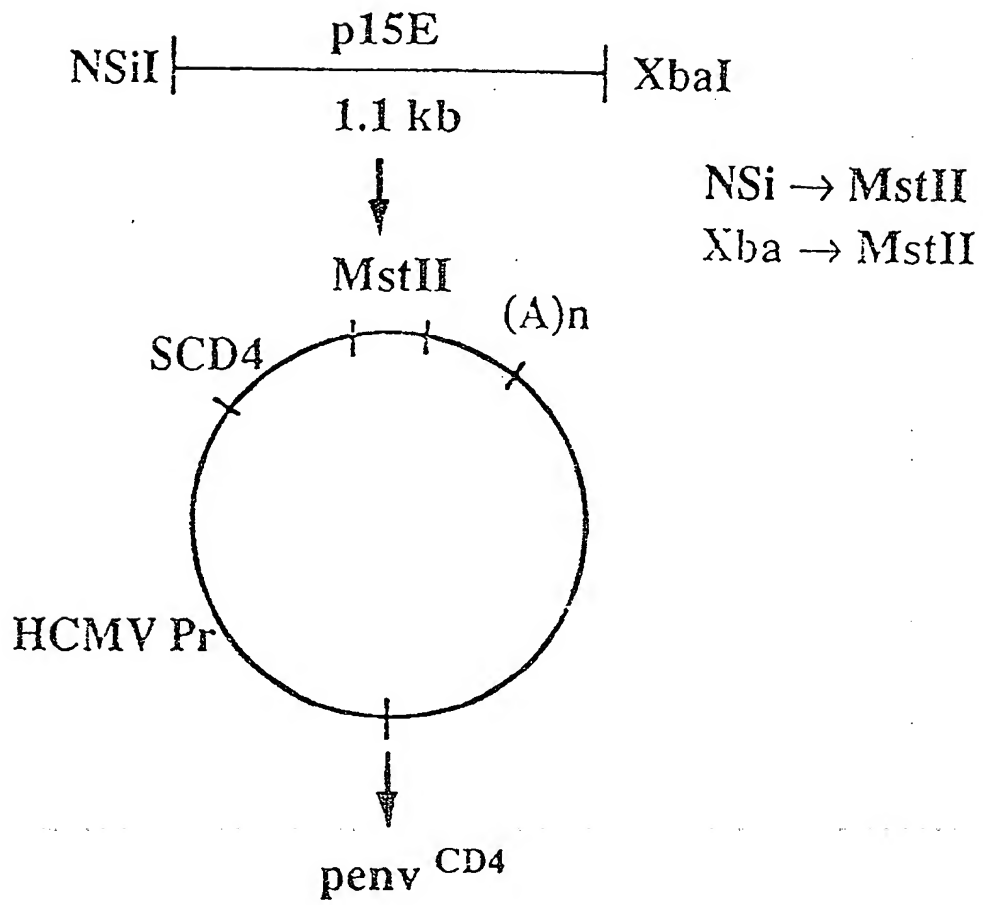 p15E
NSiI
XbaI
1.1 kb
NSi → MstII
Xba → MstII
MstII
(A)n
SCD4
HCMV Pr
penv CD4